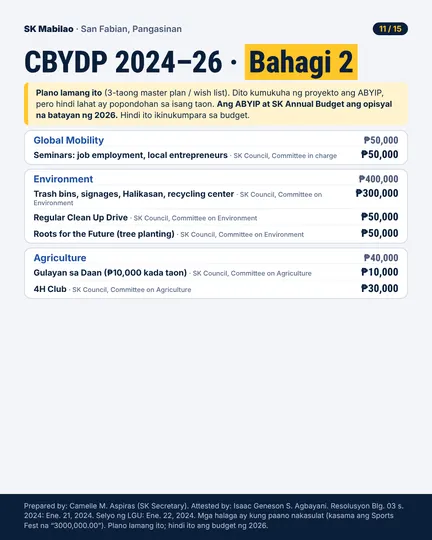 SK Mabilao · San Fabian, Pangasinan
11 / 15
CBYDP 2024–26 · Bahagi 2
Plano lamang ito (3-taong master plan / wish list). Dito kumukuha ng proyekto ang ABYIP,
pero hindi lahat ay popondohan sa isang taon. Ang ABYIP at SK Annual Budget ang opisyal
na batayan ng 2026. Hindi ito ikinukumpara sa budget.
Global Mobility ₱50,000
Seminars: job employment, local entrepreneurs · SK Council, Committee in charge ₱50,000
Environment ₱400,000
Trash bins, signages, Halikasan, recycling center · SK Council, Committee on ₱300,000
Environment
Regular Clean Up Drive · SK Council, Committee on Environment ₱50,000
Roots for the Future (tree planting) · SK Council, Committee on Environment ₱50,000
Agriculture ₱40,000
Gulayan sa Daan (₱10,000 kada taon) · SK Council, Committee on Agriculture ₱10,000
4H Club · SK Council, Committee on Agriculture ₱30,000
Prepared by: Camelle M. Aspiras (SK Secretary). Attested by: Isaac Geneson S. Agbayani. Resolusyon Blg. 03 s.
2024: Ene. 21, 2024. Selyo ng LGU: Ene. 22, 2024. Mga halaga ay kung paano nakasulat (kasama ang Sports
Fest na "3000,000.00"). Plano lamang ito; hindi ito ang budget ng 2026.